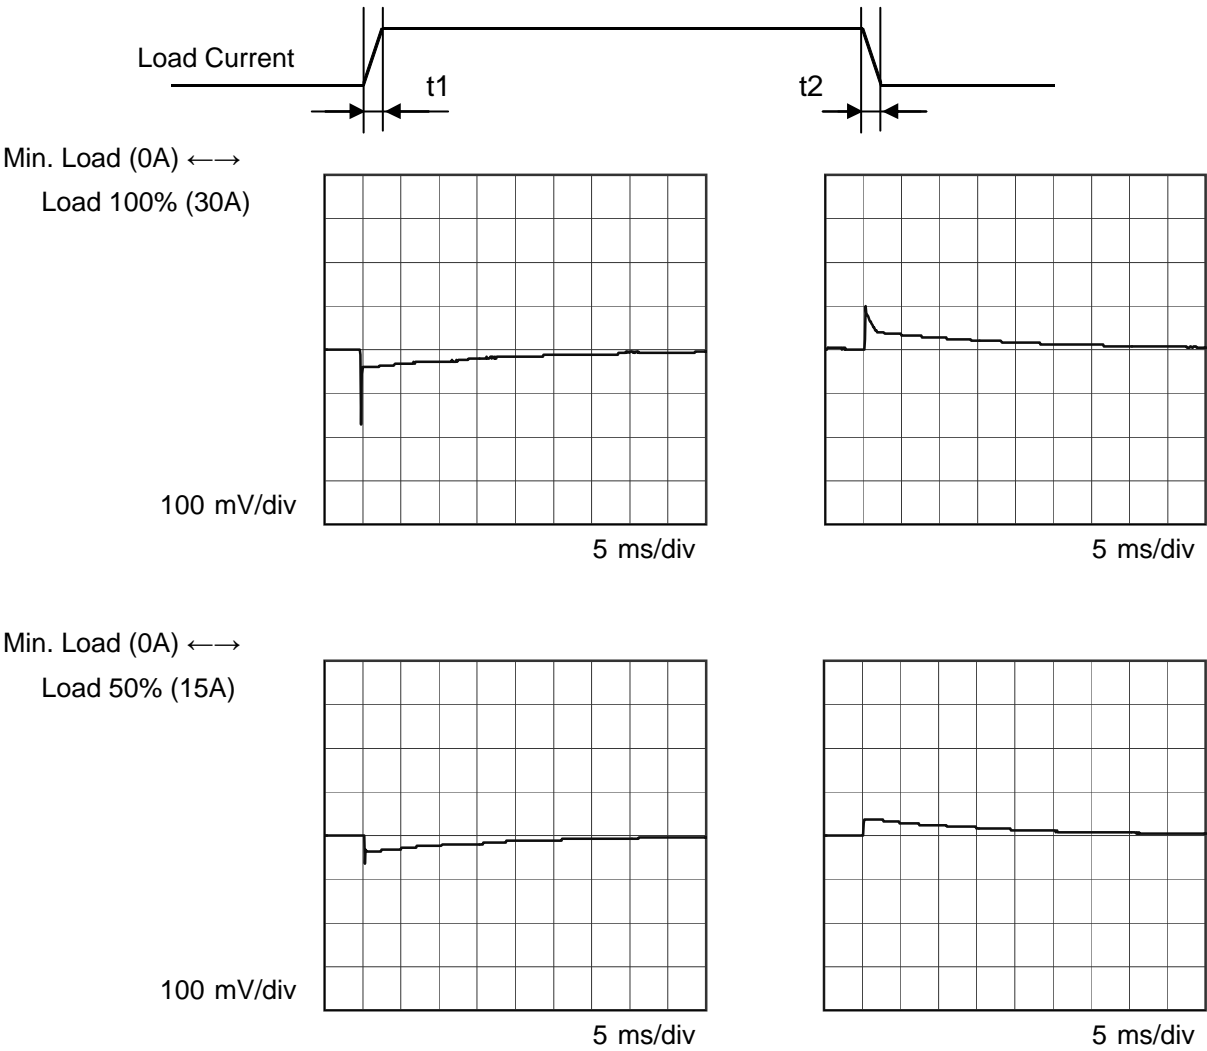 Load Current
t1
t2
Min. Load (0A) ←→
Load 100% (30A)
100 mV/div
5 ms/div
5 ms/div
Min. Load (0A) ←→
Load 50% (15A)
100 mV/div
5 ms/div
5 ms/div